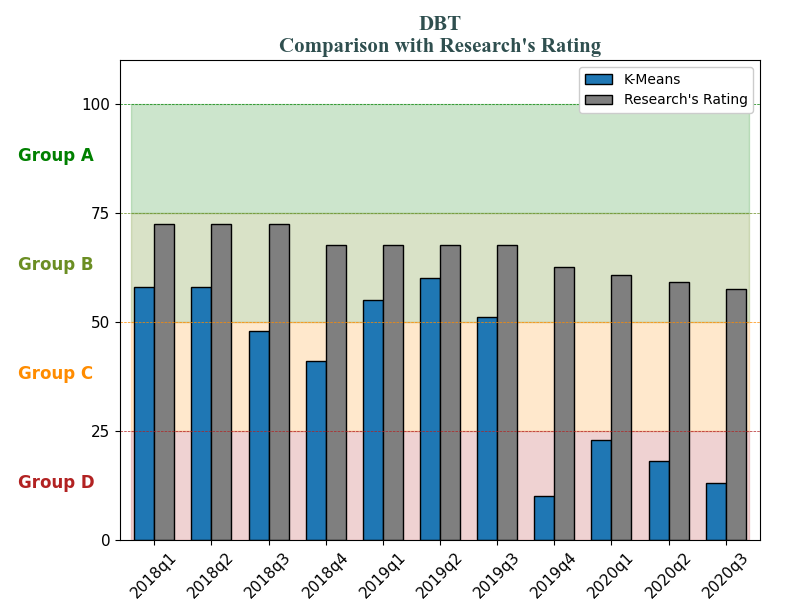 DBT
Comparison with Research's Rating
K-Means
Research's Rating
100
Group A
75
Group B
50
Group C
25
Group D
0
2018q1
2018q2
2018q3
2018q4
2019q1
2019q2
2019q3
2019q4
2020q1
2020q2
2020q3